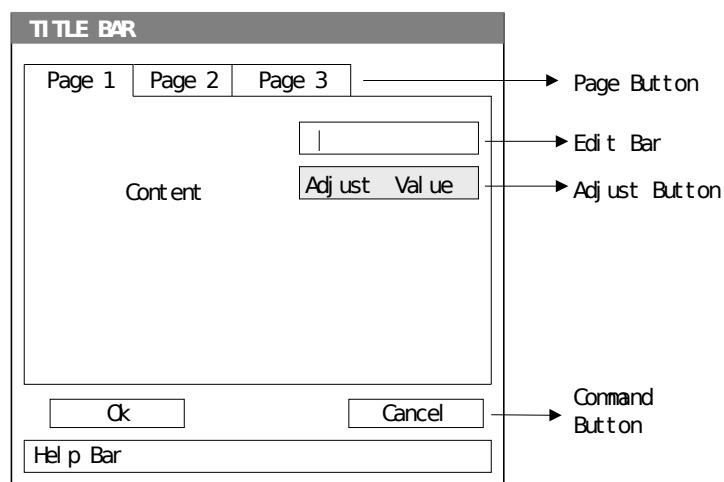 TITLE BAR
Page 1 Page 2 Page 3
Page Button
Edit Bar
Content
Adjust Value
Adjust Button
Ok
Cancel
Command
Button
Help Bar